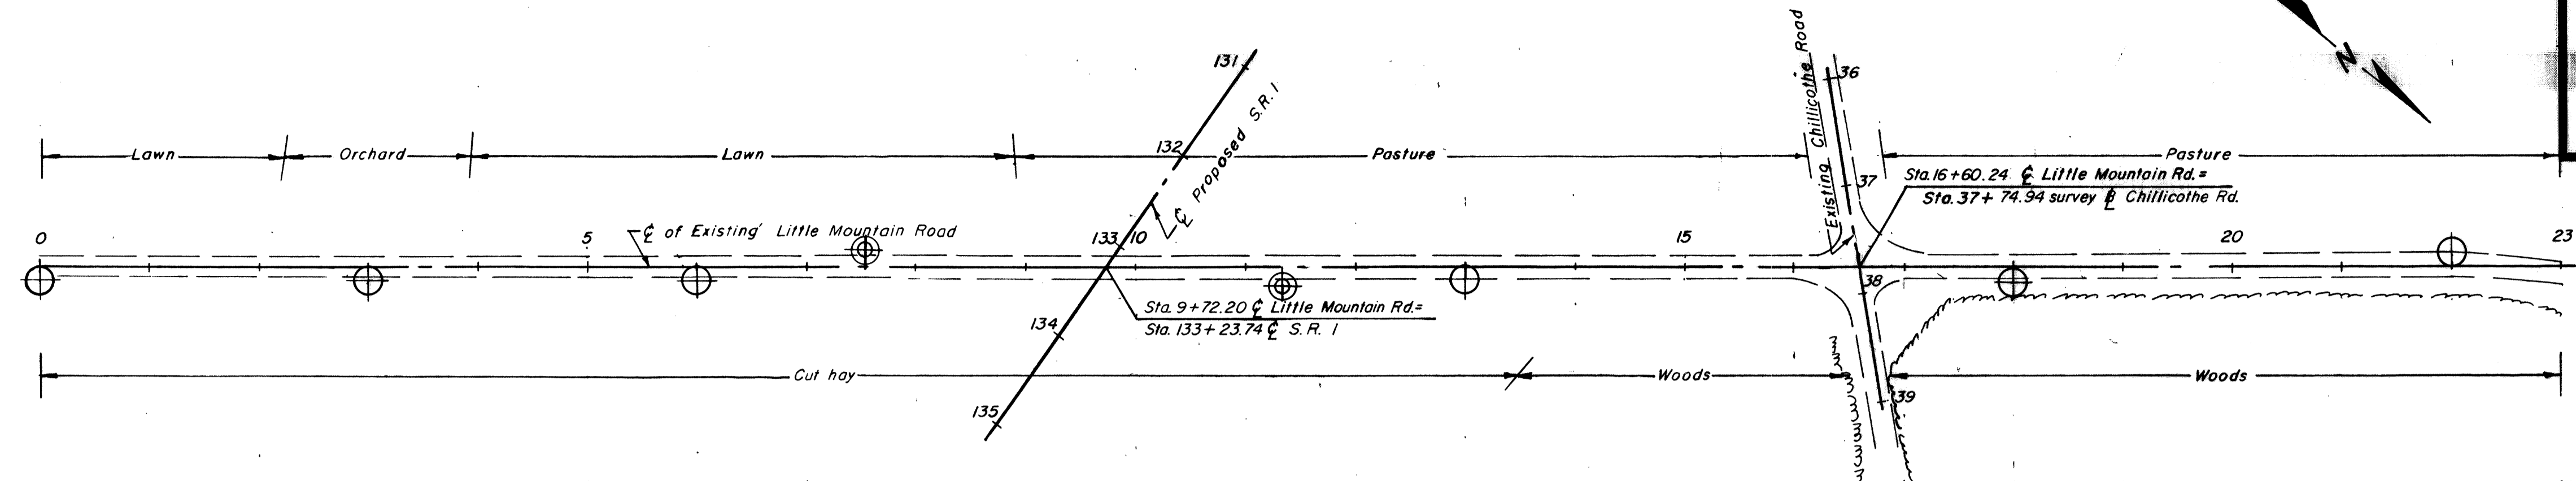 131
36
N
Existing Chillicothe Road
Lawn
Orchard
Lawn
132
℄ Proposed S.R. 1
Pasture
37
Pasture
Sta. 16+60.24 ℄ Little Mountain Rd.=
Sta. 37+74.94 survey ⅊ Chillicothe Rd.
0
5
℄ of Existing Little Mountain Road
133
10
15
20
23
38
Sta. 9+72.20 ℄ Little Mountain Rd.=
Sta. 133+23.74 ℄ S.R. 1
134
Cut hay
Woods
Woods
135
39